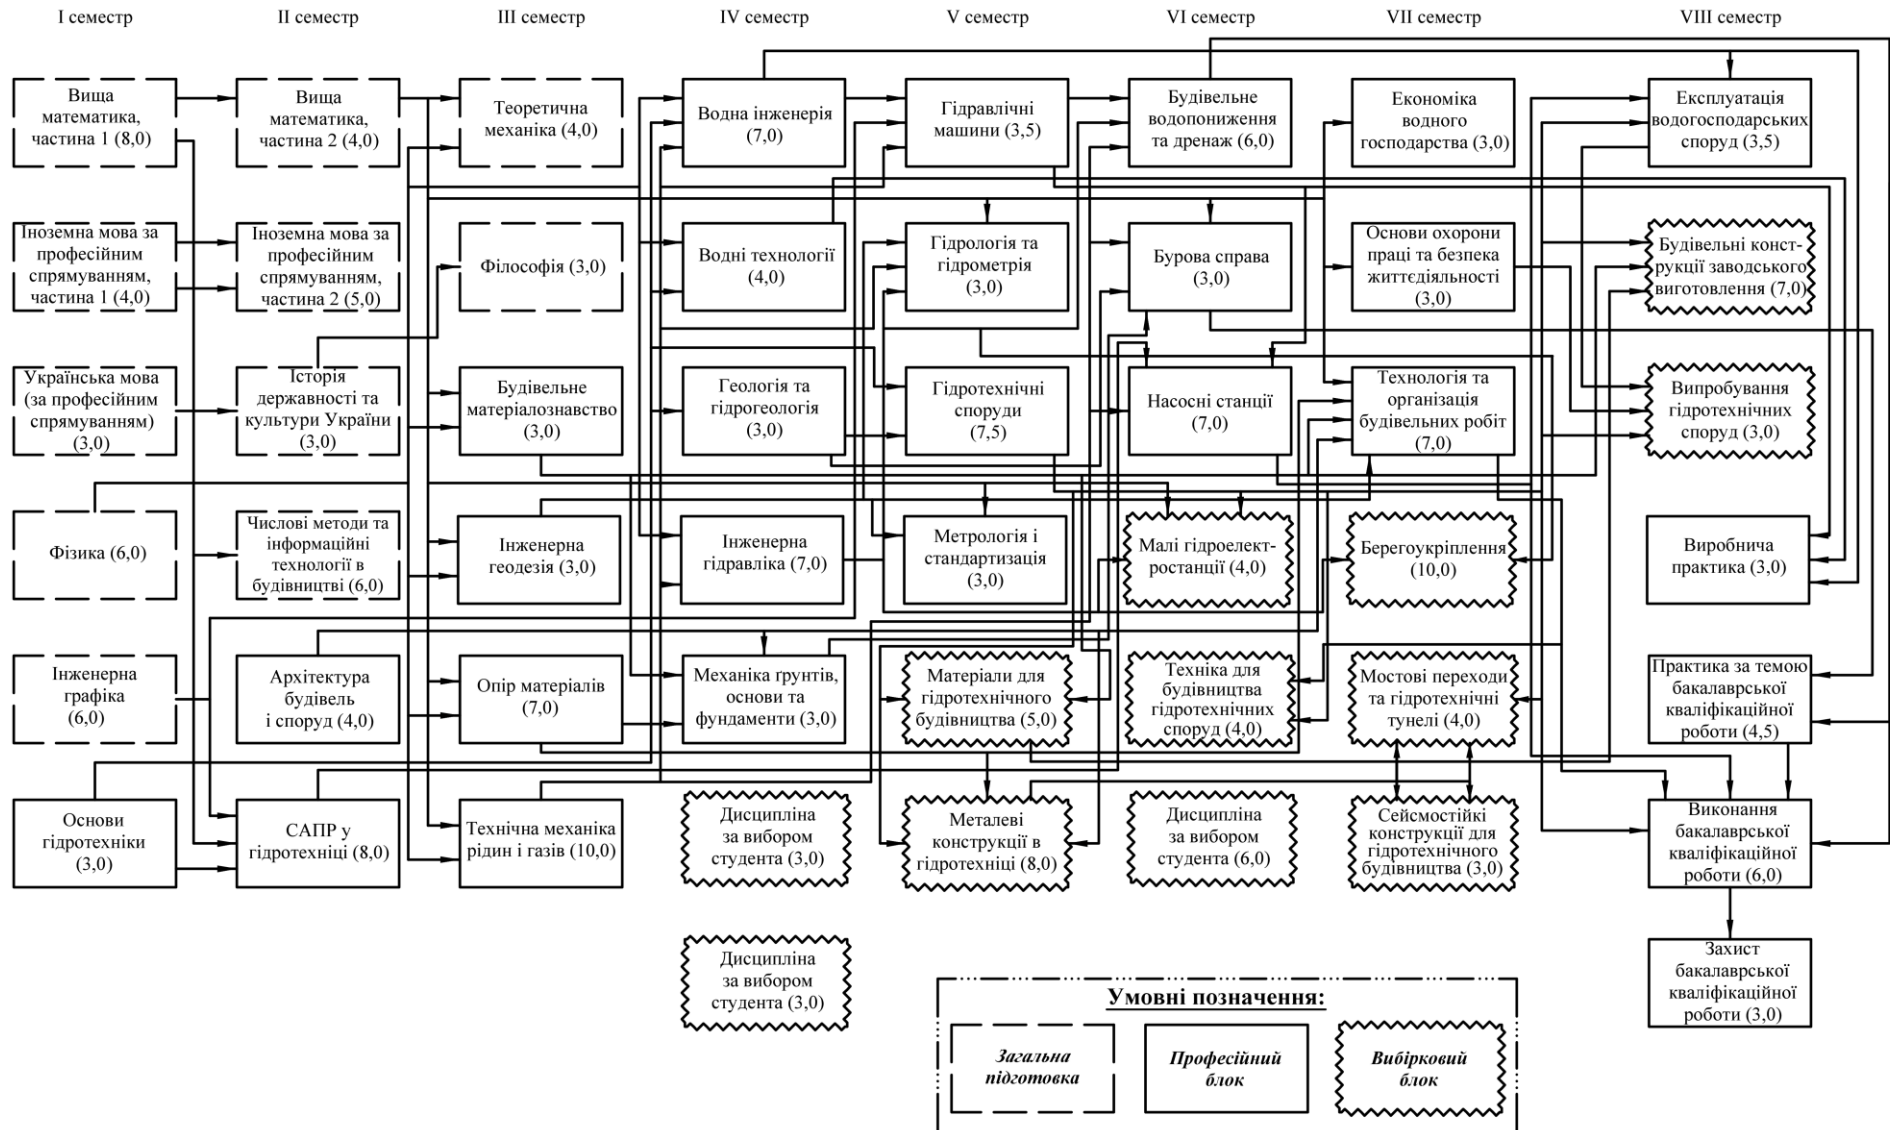 I семестр
II семестр
III семестр
IV семестр
V семестр
VI семестр
VII семестр
VIII семестр
Вища
математика,
частина 1 (8,0)
Вища
математика,
частина 2 (4,0)
Теоретична
механіка (4,0)
Водна інженерія
(7,0)
Гідравлічні
машини (3,5)
Будівельне
водопониження
та дренаж (6,0)
Економіка
водного
господарства (3,0)
Експлуатація
водогосподарських
споруд (3,5)
Іноземна мова за
професійним
спрямуванням,
частина 1 (4,0)
Іноземна мова за
професійним
спрямуванням,
частина 2 (5,0)
Філософія (3,0)
Водні технології
(4,0)
Гідрологія та
гідрометрія
(3,0)
Бурова справа
(3,0)
Основи охорони
праці та безпека
життєдіяльності
(3,0)
Будівельні конст-
рукції заводського
виготовлення (7,0)
Українська мова
(за професійним
спрямуванням)
(3,0)
Історія
державності та
культури України
(3,0)
Будівельне
матеріалознавство
(3,0)
Геологія та
гідрогеологія
(3,0)
Гідротехнічні
споруди
(7,5)
Насосні станції
(7,0)
Технологія та
організація
будівельних робіт
(7,0)
Випробування
гідротехнічних
споруд (3,0)
Фізика (6,0)
Числові методи та
інформаційні
технології в
будівництві (6,0)
Інженерна
геодезія (3,0)
Інженерна
гідравліка (7,0)
Метрологія і
стандартизація
(3,0)
Малі гідроелект-
ростанції (4,0)
Берегоукріплення
(10,0)
Виробнича
практика (3,0)
Інженерна
графіка
(6,0)
Архітектура
будівель
і споруд (4,0)
Опір матеріалів
(7,0)
Механіка ґрунтів,
основи та
фундаменти (3,0)
Матеріали для
гідротехнічного
будівництва (5,0)
Техніка для
будівництва
гідротехнічних
споруд (4,0)
Мостові переходи
та гідротехнічні
тунелі (4,0)
Практика за темою
бакалаврської
кваліфікаційної
роботи (4,5)
Основи
гідротехніки
(3,0)
САПР у
гідротехніці (8,0)
Технічна механіка
рідин і газів (10,0)
Дисципліна
за вибором
студента (3,0)
Металеві
конструкції в
гідротехніці (8,0)
Дисципліна
за вибором
студента (6,0)
Сейсмостійкі
конструкції для
гідротехнічного
будівництва (3,0)
Виконання
бакалаврської
кваліфікаційної
роботи (6,0)
Дисципліна
за вибором
студента (3,0)
Захист
бакалаврської
кваліфікаційної
роботи (3,0)
Умовні позначення:
Загальна
підготовка
Професійний
блок
Вибірковий
блок